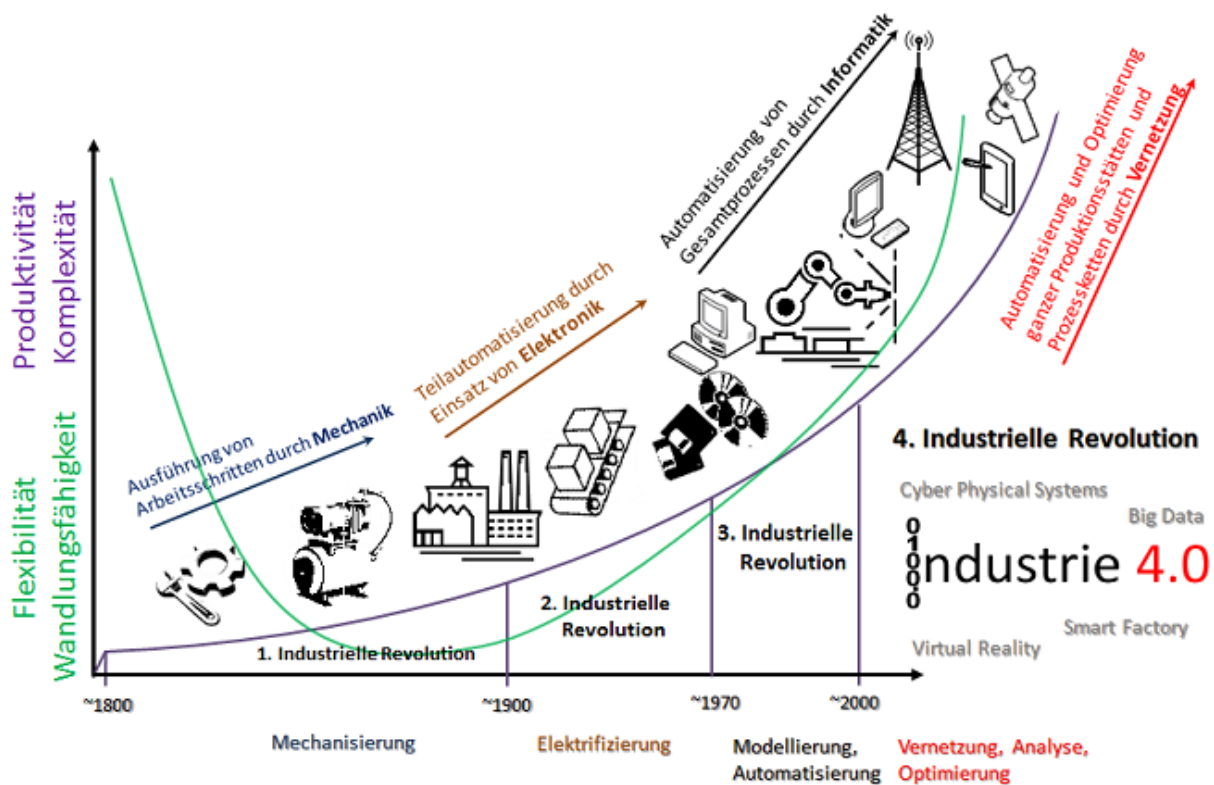 Produktivität
Komplexität
Flexibilität
Wandlungsfähigkeit
Ausführung von
Arbeitsschritten durch Mechanik
Teilautomatisierung durch
Einsatz von Elektronik
Automatisierung von
Gesamtprozessen durch Informatik
Automatisierung und Optimierung
ganzer Produktionsstätten und
Prozessketten durch Vernetzung
1. Industrielle Revolution
2. Industrielle
Revolution
3. Industrielle
Revolution
4. Industrielle Revolution
Cyber Physical Systems
Big Data
01000.0
ndustrie 4.0
Smart Factory
Virtual Reality
~1800
~1900
~1970
~2000
Mechanisierung
Elektrifizierung
Modellierung,
Automatisierung
Vernetzung, Analyse,
Optimierung